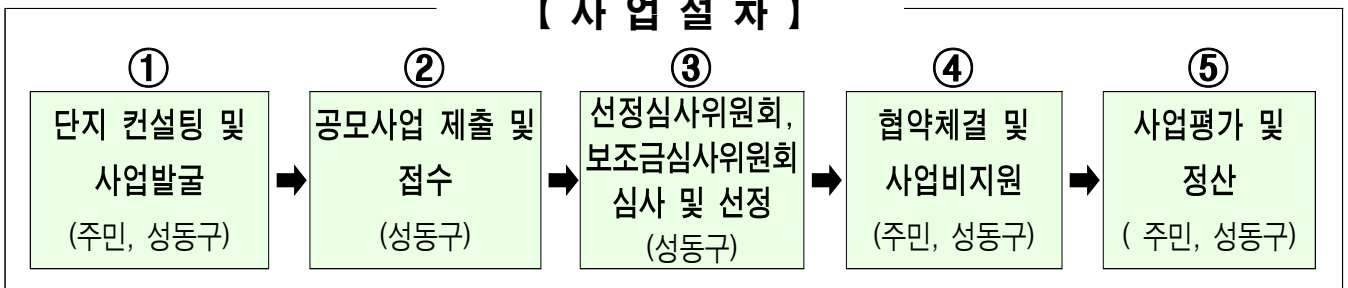 【 사 업 절 차 】
①
단지 컨설팅 및
사업발굴
(주민, 성동구)
②
공모사업 제출 및
접수
(성동구)
③
선정심사위원회,
보조금심사위원회
심사 및 선정
(성동구)
④
협약체결 및
사업비지원
(주민, 성동구)
⑤
사업평가 및
정산
( 주민, 성동구)